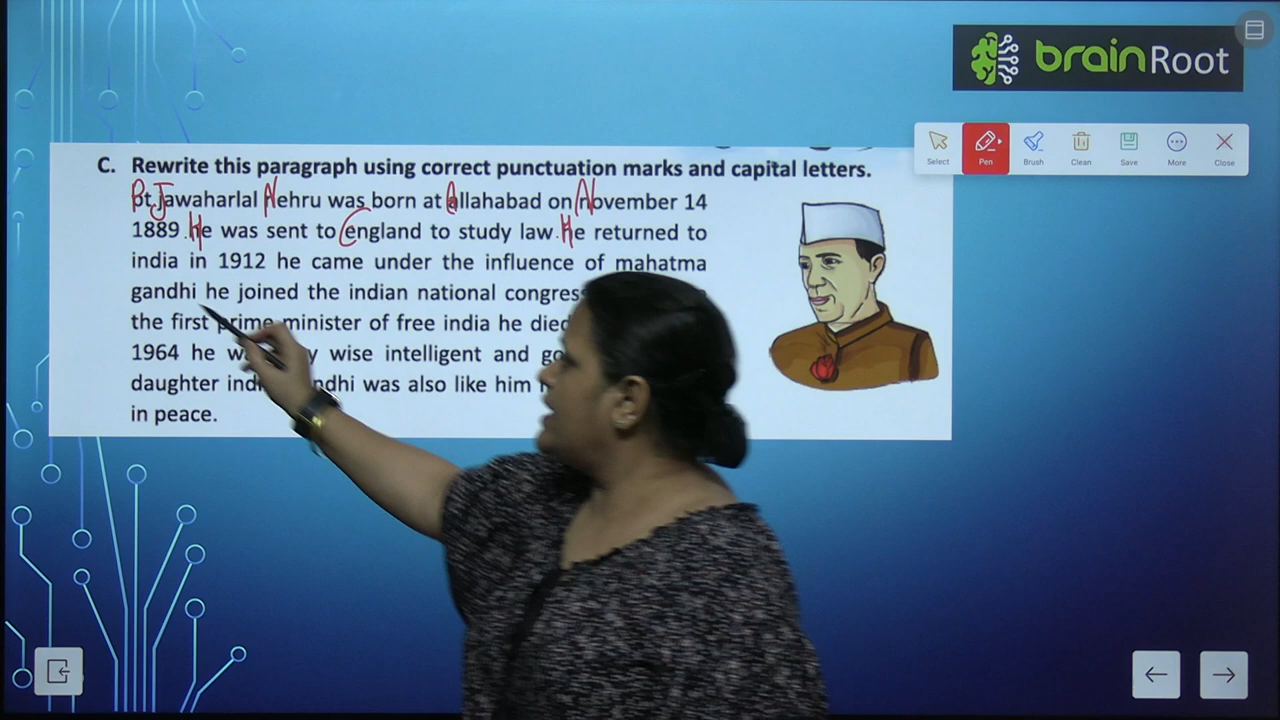 brainRoot
Select Pen Brush Clean Save More Close
C. Rewrite this paragraph using correct punctuation marks and capital letters.
Pt Jawaharlal Nehru was born at Allahabad on November 14
1889. He was sent to england to study law. He returned to
india in 1912 he came under the influence of mahatma
gandhi he joined the indian national congress
the first prime minister of free india he died
1964 he wise intelligent and
daughter was also like him
in peace.